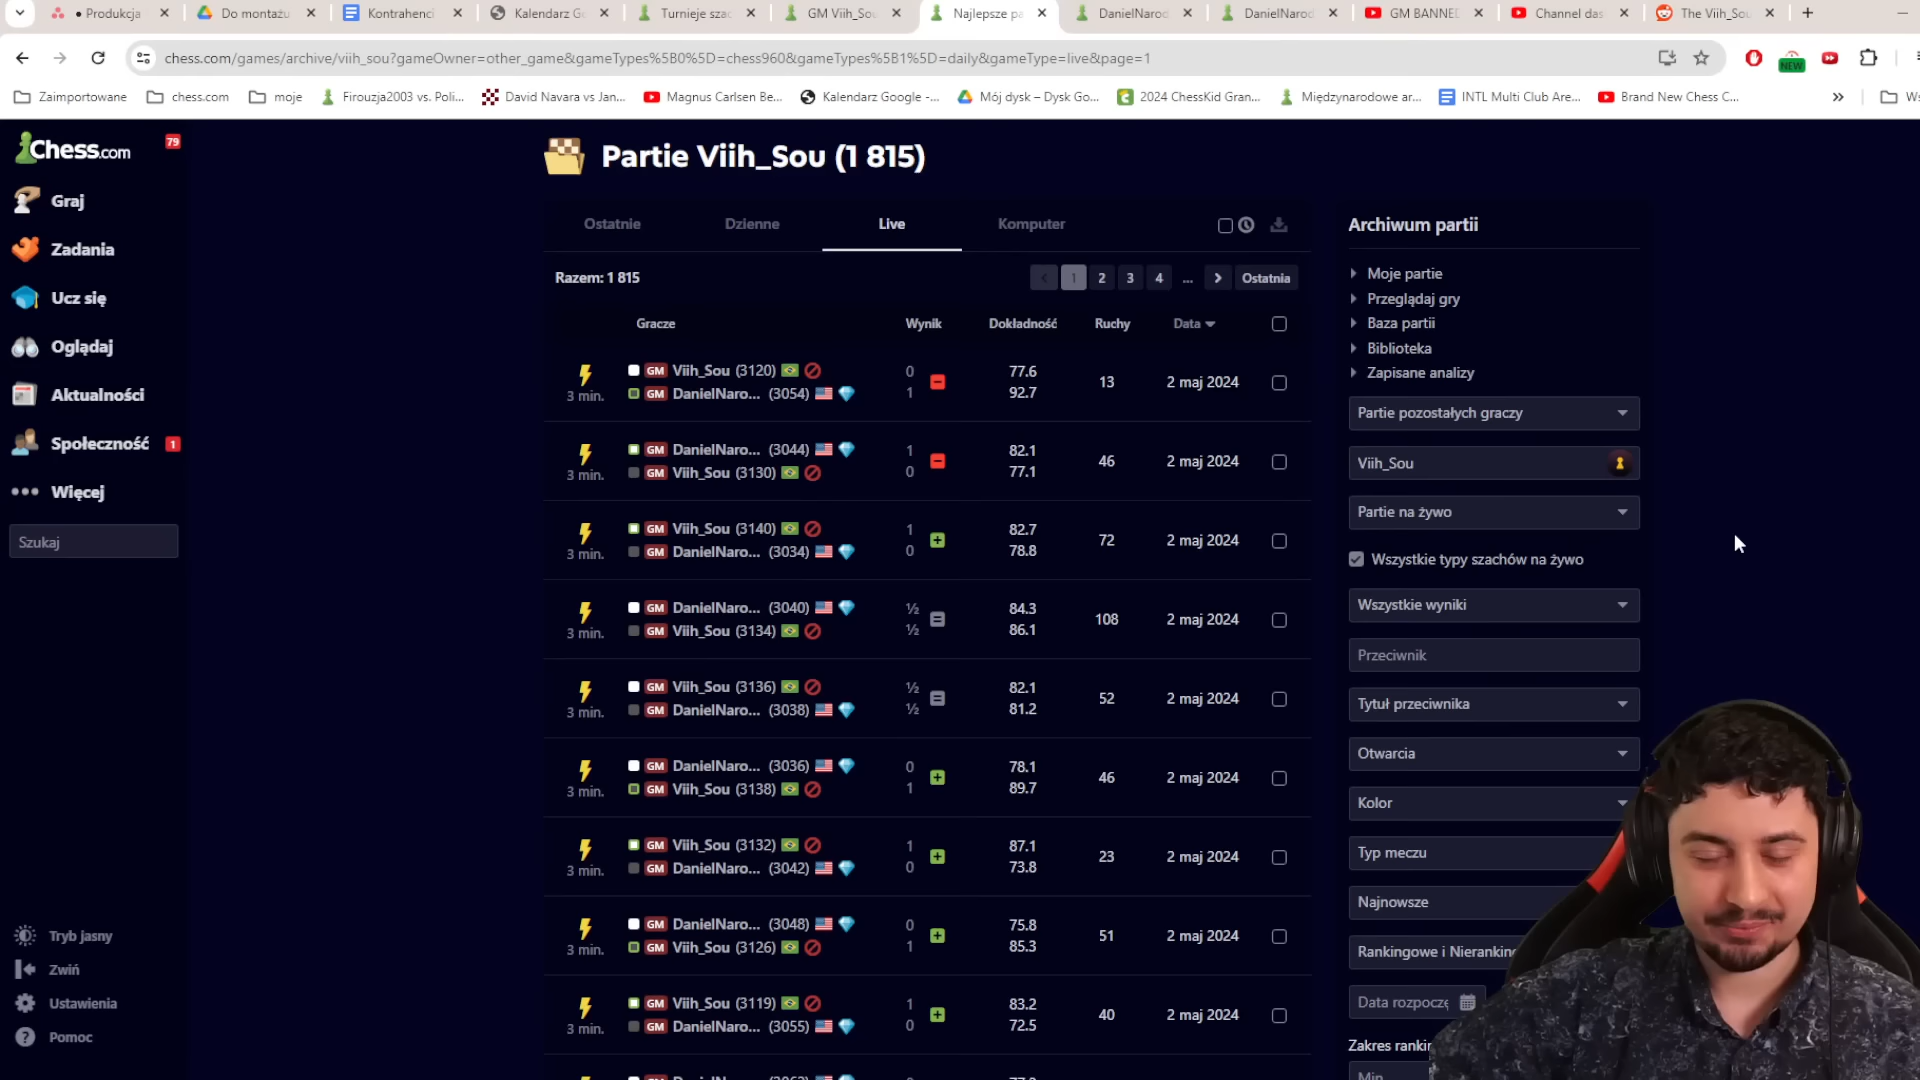 Produkcja
Do montażu
Kontrahenci
Kalendarz Go
Turnieje szac
GM Viih_Sou
Najlepsze pa
DanielNarod
DanielNarod
GM BANNED
Channel das
The Viih_Sou
chess.com/games/archive/viih_sou?gameOwner=other_game&gameTypes%5B0%5D=chess960&gameTypes%5B1%5D=daily&gameType=live&page=1
NEW
Zaimportowane
chess.com
moje
Firouzja2003 vs. Poli...
David Navara vs Jan...
Magnus Carlsen Be...
Kalendarz Google -...
Mój dysk – Dysk Go...
2024 ChessKid Gran...
Międzynarodowe ar...
INTL Multi Club Are...
Brand New Chess C...
Chess.com
79
Graj
Zadania
Ucz się
Oglądaj
Aktualności
Społeczność 1
Więcej
Szukaj
Tryb jasny
Zwiń
Ustawienia
Pomoc
Partie Viih_Sou (1 815)
Ostatnie Dzienne Live Komputer
Razem: 1 815
1 2 3 4 ... Ostatnia
Gracze Wynik Dokładność Ruchy Data
GM Viih_Sou (3120) 0 77.6
3 min. GM DanielNaro... (3054) 1 92.7 13 2 maj 2024
GM DanielNaro... (3044) 1 82.1
3 min. GM Viih_Sou (3130) 0 77.1 46 2 maj 2024
GM Viih_Sou (3140) 1 82.7
3 min. GM DanielNaro... (3034) 0 78.8 72 2 maj 2024
GM DanielNaro... (3040) ½ 84.3
3 min. GM Viih_Sou (3134) ½ 86.1 108 2 maj 2024
GM Viih_Sou (3136) ½ 82.1
3 min. GM DanielNaro... (3038) ½ 81.2 52 2 maj 2024
GM DanielNaro... (3036) 0 78.1
3 min. GM Viih_Sou (3138) 1 89.7 46 2 maj 2024
GM Viih_Sou (3132) 1 87.1
3 min. GM DanielNaro... (3042) 0 73.8 23 2 maj 2024
GM DanielNaro... (3048) 0 75.8
3 min. GM Viih_Sou (3126) 1 85.3 51 2 maj 2024
GM Viih_Sou (3119) 1 83.2
3 min. GM DanielNaro... (3055) 0 72.5 40 2 maj 2024
Archiwum partii
Moje partie
Przeglądaj gry
Baza partii
Biblioteka
Zapisane analizy
Partie pozostałych graczy
Viih_Sou
Partie na żywo
Wszystkie typy szachów na żywo
Wszystkie wyniki
Przeciwnik
Tytuł przeciwnika
Otwarcia
Kolor
Typ meczu
Najnowsze
Rankingowe i Nieranking
Data rozpoczę
Zakres rankin